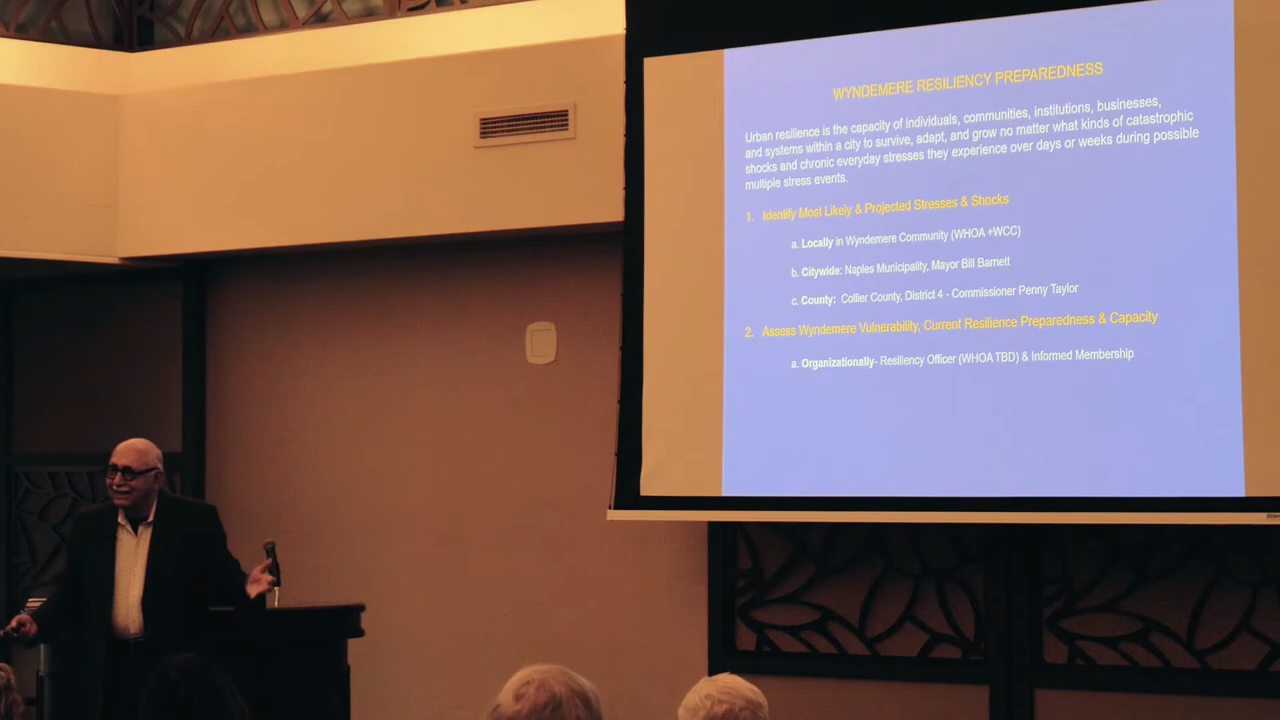 WYNDEMERE RESILIENCY PREPAREDNESS
Urban resilience is the capacity of individuals, communities, institutions, businesses,
and systems within a city to survive, adapt, and grow no matter what kinds of catastrophic
shocks and chronic everyday stresses they experience over days or weeks during possible
multiple stress events.
1. Identify Most Likely & Projected Stresses & Shocks
a. Locally in Wyndemere Community (WHOA +WCC)
b. Citywide: Naples Municipality, Mayor Bill Barnett
c. County: Collier County, District 4 - Commissioner Penny Taylor
2. Assess Wyndemere Vulnerability, Current Resilience Preparedness & Capacity
a. Organizationally- Resiliency Officer (WHOA TBD) & Informed Membership